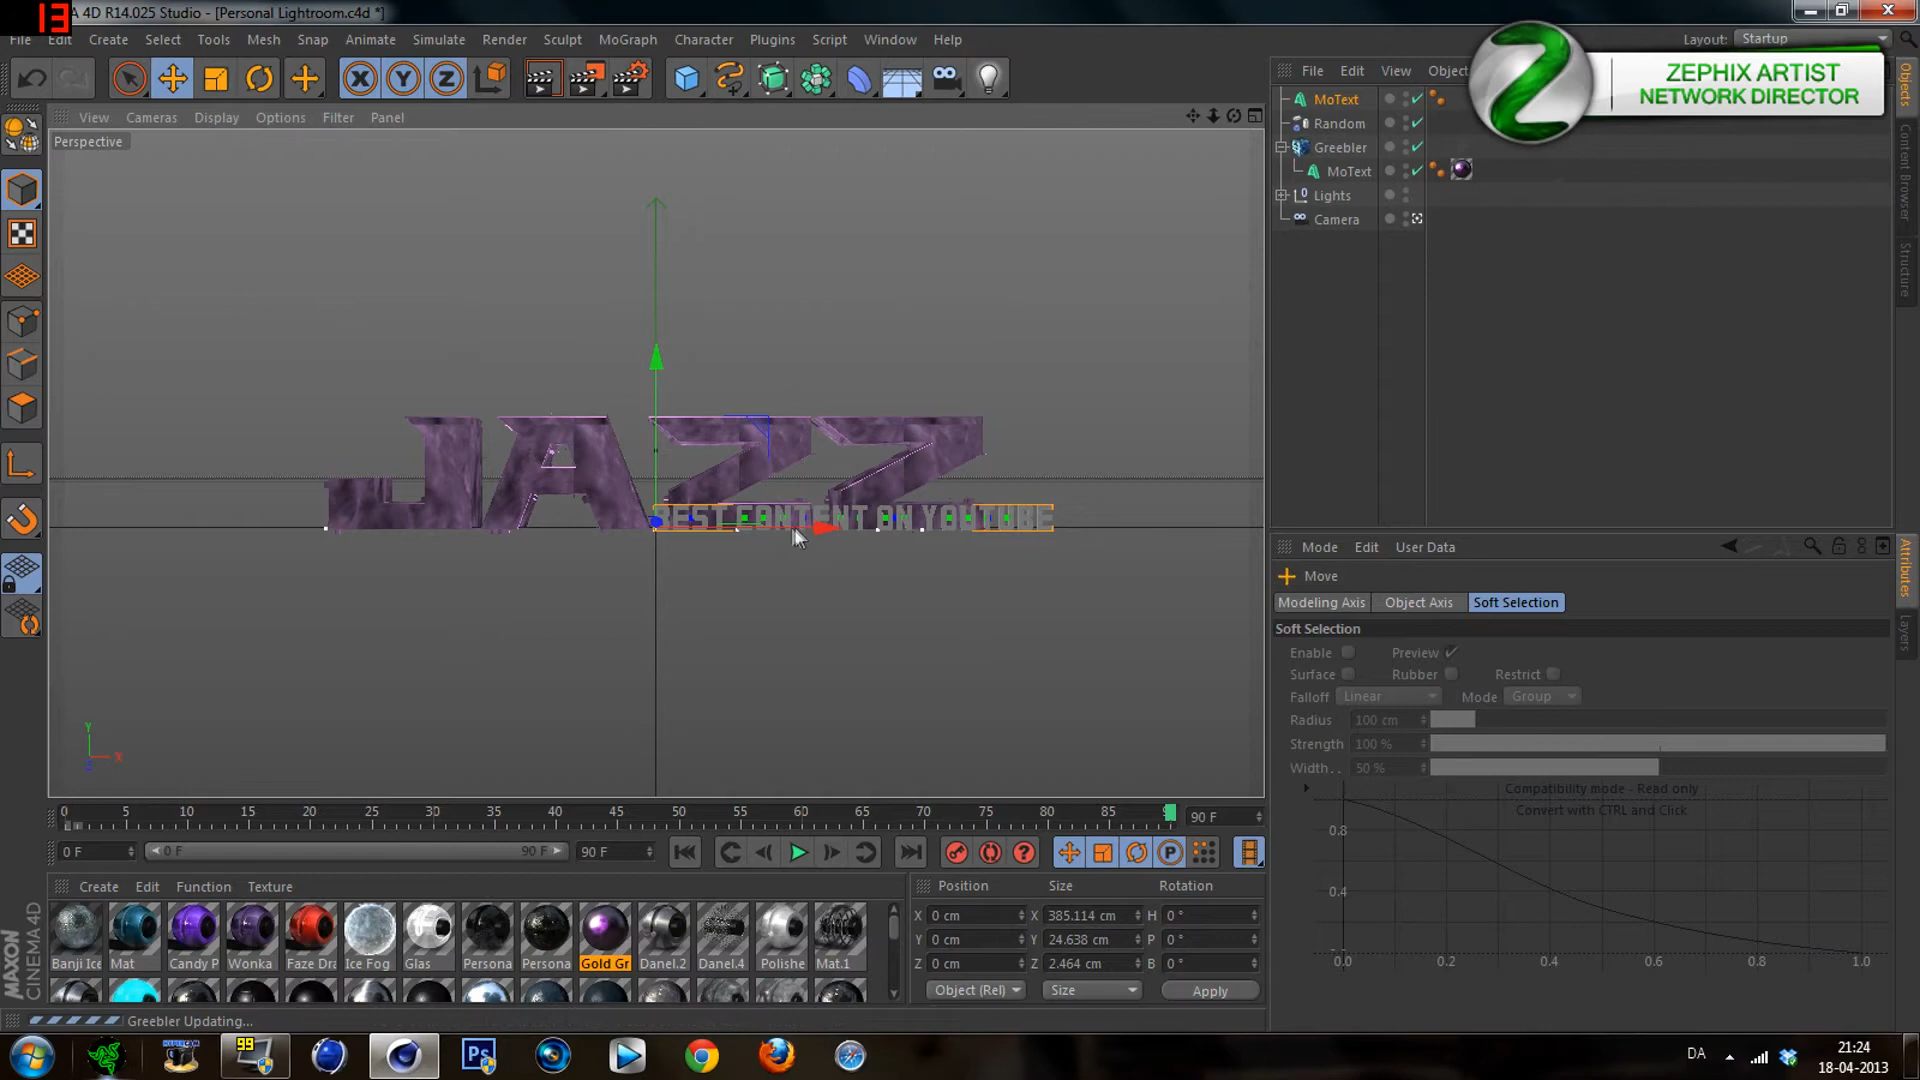 13
A 4D R14.025 Studio - [Personal Lightroom.c4d *]
File Edit Create Select Tools Mesh Snap Animate Simulate Render Sculpt MoGraph Character Plugins Script Window Help
Layout: Startup
ZEPHIX ARTIST
NETWORK DIRECTOR
File Edit View Object
View Cameras Display Options Filter Panel
Perspective
MoText
Random
Greebler
MoText
Lights
Camera
Objects
Content Browser
Structure
JAZZ
BEST CONTENT ON YOUTUBE
Y
X
Z
Mode Edit User Data
Move
Modeling Axis Object Axis Soft Selection
Soft Selection
Enable Preview
Surface Rubber Restrict
Falloff Linear Mode Group
Radius 100 cm
Strength 100 %
Width.. 50 %
Compatibility mode - Read only
Convert with CTRL and Click
0.8
0.4
0.0 0.2 0.4 0.6 0.8 1.0
Attributes
Layers
0 5 10 15 20 25 30 35 40 45 50 55 60 65 70 75 80 85 90 F
0 F 0 F 90 F 90 F
Create Edit Function Texture
Banji Ice Mat Candy P Wonka Faze Dra Ice Fog Glas Persona Persona Gold Gr Danel.2 Danel.4 Polishe Mat.1
Position Size Rotation
X 0 cm X 385.114 cm H 0 °
Y 0 cm Y 24.638 cm P 0 °
Z 0 cm Z 2.464 cm B 0 °
Object (Rel) Size Apply
MAXON
CINEMA 4D
Greebler Updating...
HYPERCAM
99
Ps
DA
21:24
18-04-2013